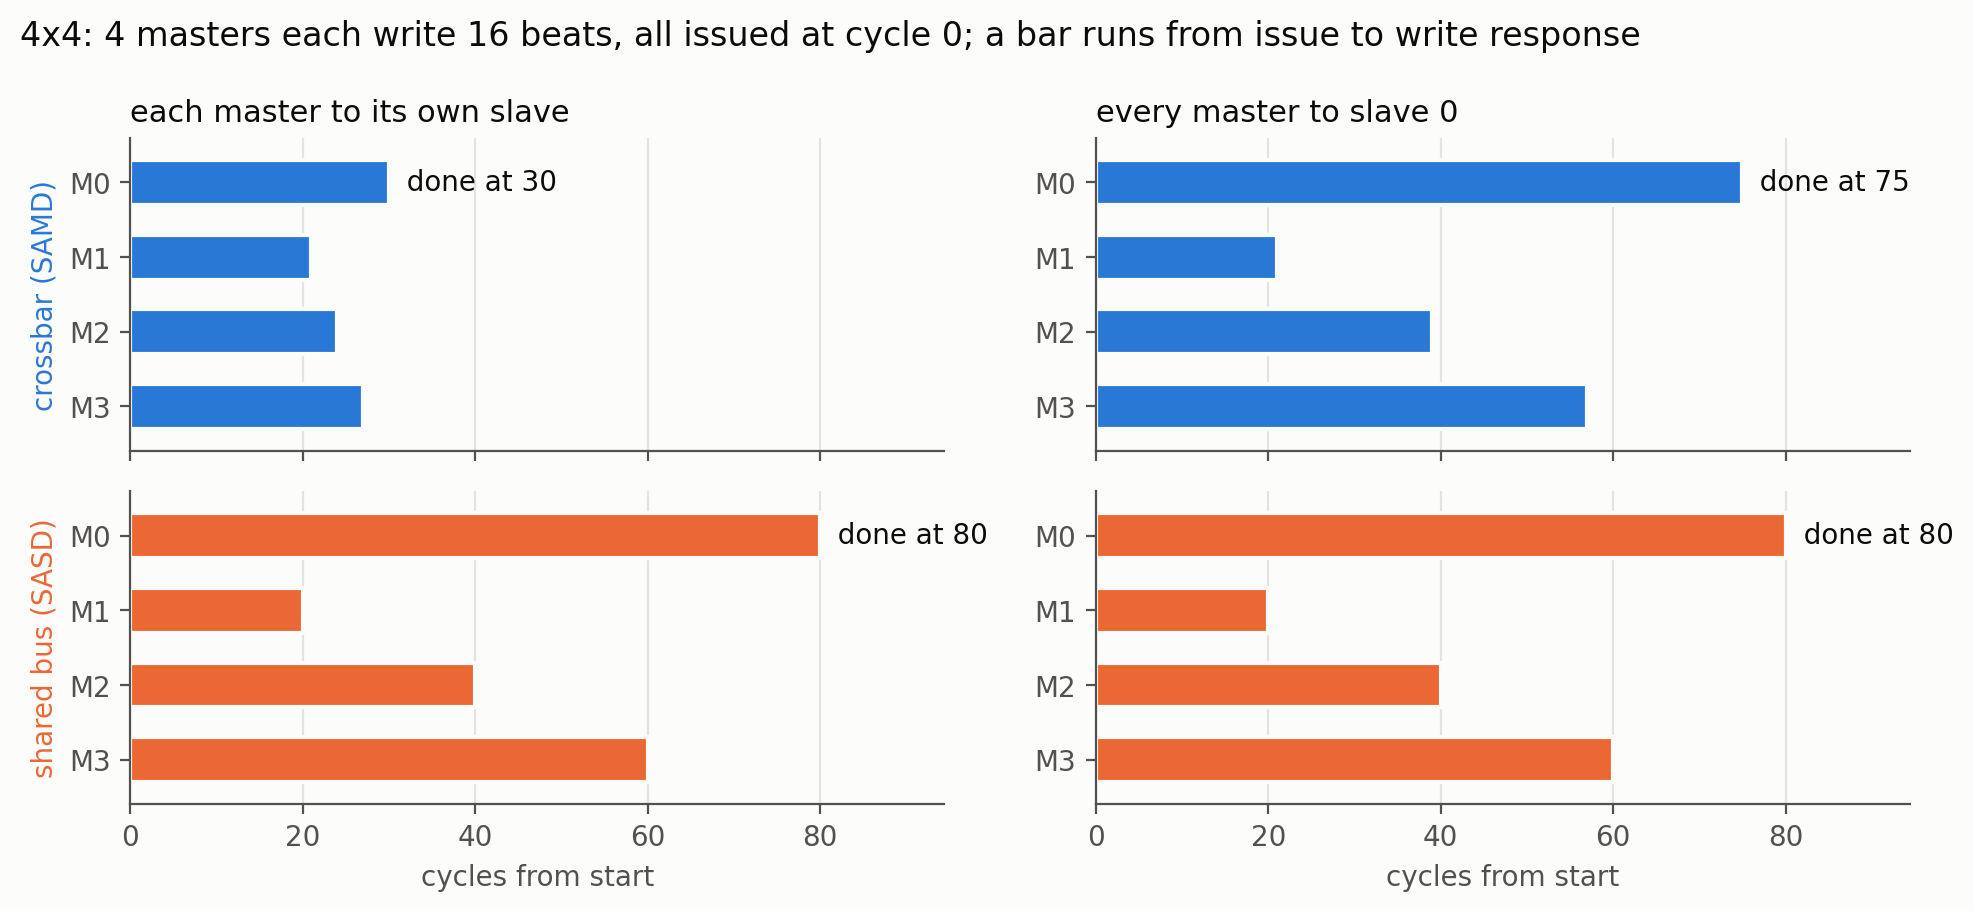 4x4: 4 masters each write 16 beats, all issued at cycle 0; a bar runs from issue to write response
each master to its own slave
crossbar (SAMD)
M0
done at 30
M1
M2
M3
every master to slave 0
M0
done at 75
M1
M2
M3
shared bus (SASD)
M0
done at 80
M1
M2
M3
0 20 40 60 80
cycles from start
M0
done at 80
M1
M2
M3
0 20 40 60 80
cycles from start